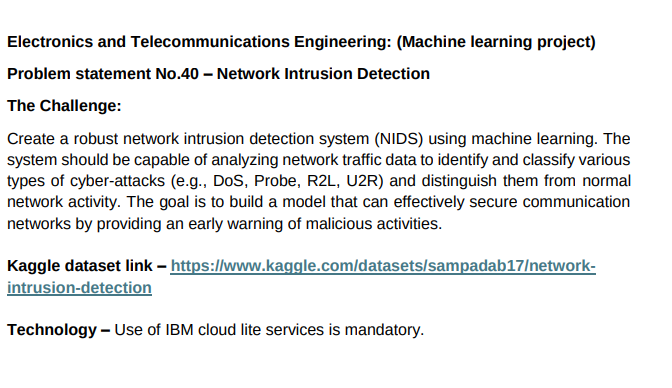 Electronics and Telecommunications Engineering: (Machine learning project)
Problem statement No.40 – Network Intrusion Detection
The Challenge:
Create a robust network intrusion detection system (NIDS) using machine learning. The
system should be capable of analyzing network traffic data to identify and classify various
types of cyber-attacks (e.g., DoS, Probe, R2L, U2R) and distinguish them from normal
network activity. The goal is to build a model that can effectively secure communication
networks by providing an early warning of malicious activities.
Kaggle dataset link – https://www.kaggle.com/datasets/sampadab17/network-
intrusion-detection
Technology – Use of IBM cloud lite services is mandatory.